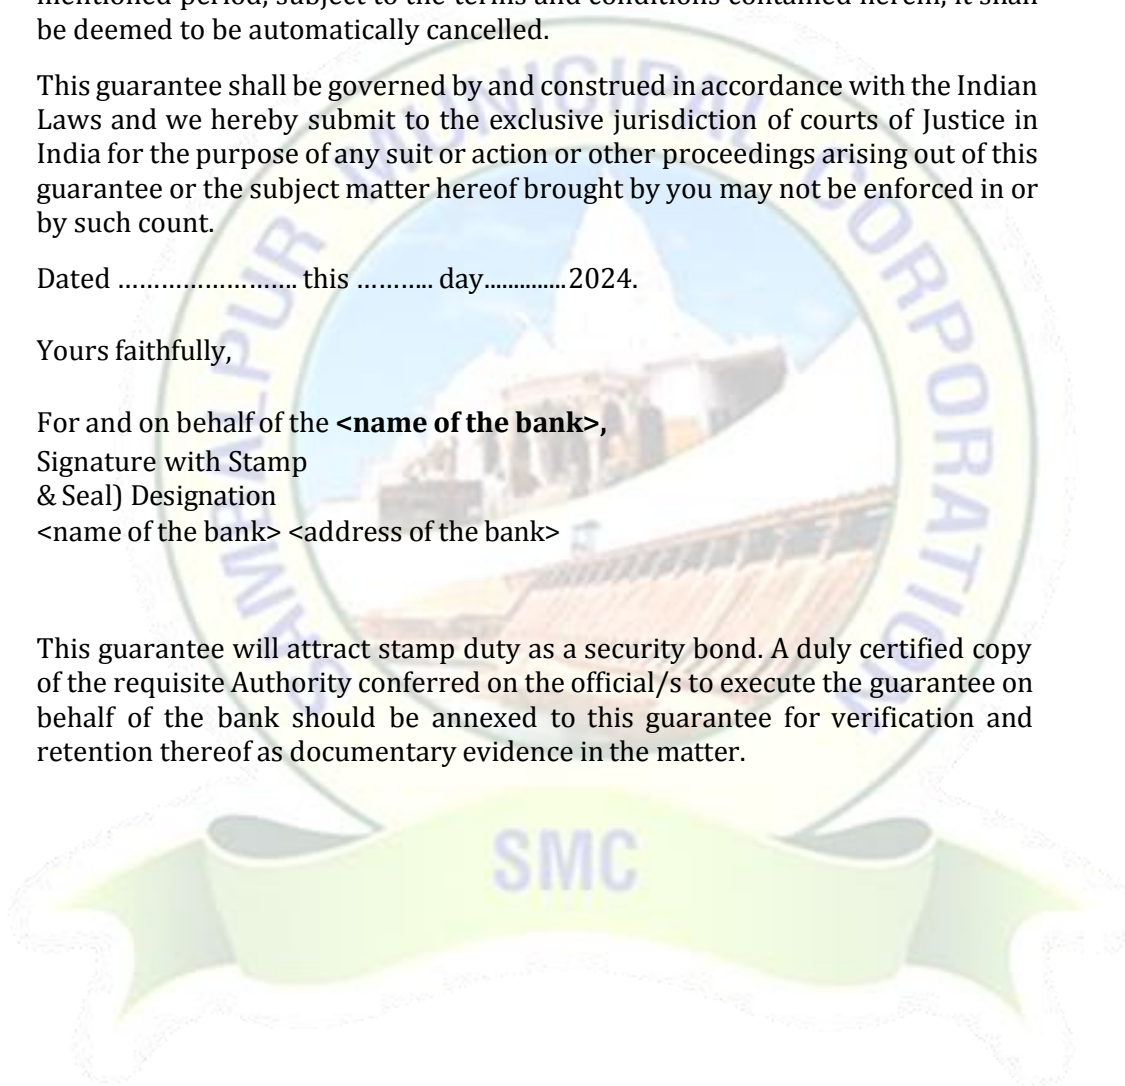 mentioned period, subject to the terms and conditions contained herein, it shall
be deemed to be automatically cancelled.
This guarantee shall be governed by and construed in accordance with the Indian
Laws and we hereby submit to the exclusive jurisdiction of courts of Justice in
India for the purpose of any suit or action or other proceedings arising out of this
guarantee or the subject matter hereof brought by you may not be enforced in or
by such count.
Dated ……………………. this ……….. day..............2024.
Yours faithfully,
For and on behalf of the <name of the bank>,
Signature with Stamp
& Seal) Designation
<name of the bank> <address of the bank>
This guarantee will attract stamp duty as a security bond. A duly certified copy
of the requisite Authority conferred on the official/s to execute the guarantee on
behalf of the bank should be annexed to this guarantee for verification and
retention thereof as documentary evidence in the matter.
SAMBALPUR MUNICIPAL CORPORATION
SMC